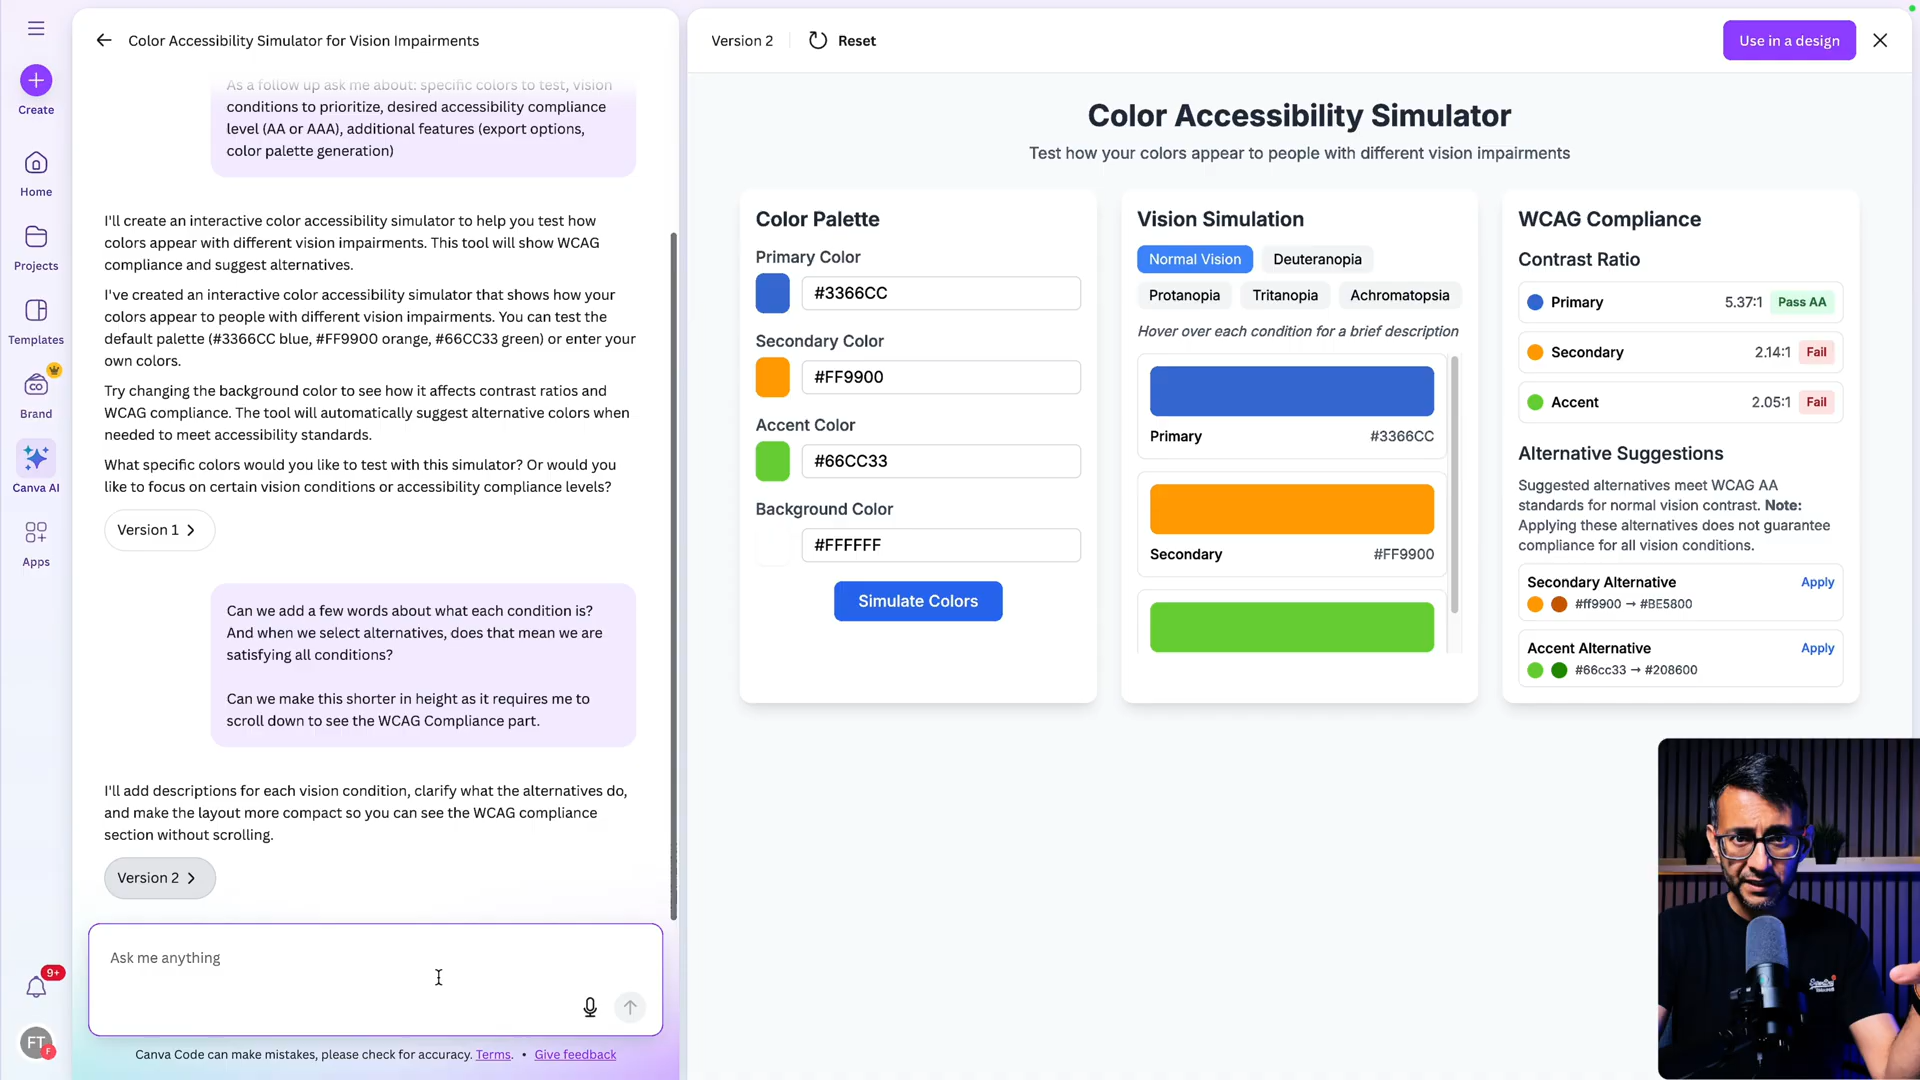 Create
Home
Projects
Templates
Brand
Canva AI
Apps
9+
FT
F
Color Accessibility Simulator for Vision Impairments
As a follow up ask me about: specific colors to test, vision
conditions to prioritize, desired accessibility compliance
level (AA or AAA), additional features (export options,
color palette generation)
I'll create an interactive color accessibility simulator to help you test how
colors appear with different vision impairments. This tool will show WCAG
compliance and suggest alternatives.
I've created an interactive color accessibility simulator that shows how your
colors appear to people with different vision impairments. You can test the
default palette (#3366CC blue, #FF9900 orange, #66CC33 green) or enter your
own colors.
Try changing the background color to see how it affects contrast ratios and
WCAG compliance. The tool will automatically suggest alternative colors when
needed to meet accessibility standards.
What specific colors would you like to test with this simulator? Or would you
like to focus on certain vision conditions or accessibility compliance levels?
Version 1
Can we add a few words about what each condition is?
And when we select alternatives, does that mean we are
satisfying all conditions?
Can we make this shorter in height as it requires me to
scroll down to see the WCAG Compliance part.
I'll add descriptions for each vision condition, clarify what the alternatives do,
and make the layout more compact so you can see the WCAG compliance
section without scrolling.
Version 2
Ask me anything
Canva Code can make mistakes, please check for accuracy. Terms. • Give feedback
Version 2
Reset
Use in a design
Color Accessibility Simulator
Test how your colors appear to people with different vision impairments
Color Palette
Primary Color
#3366CC
Secondary Color
#FF9900
Accent Color
#66CC33
Background Color
#FFFFFF
Simulate Colors
Vision Simulation
Normal Vision Deuteranopia
Protanopia Tritanopia Achromatopsia
Hover over each condition for a brief description
Primary #3366CC
Secondary #FF9900
WCAG Compliance
Contrast Ratio
Primary 5.37:1 Pass AA
Secondary 2.14:1 Fail
Accent 2.05:1 Fail
Alternative Suggestions
Suggested alternatives meet WCAG AA
standards for normal vision contrast. Note:
Applying these alternatives does not guarantee
compliance for all vision conditions.
Secondary Alternative Apply
#ff9900 → #BE5800
Accent Alternative Apply
#66cc33 → #208600